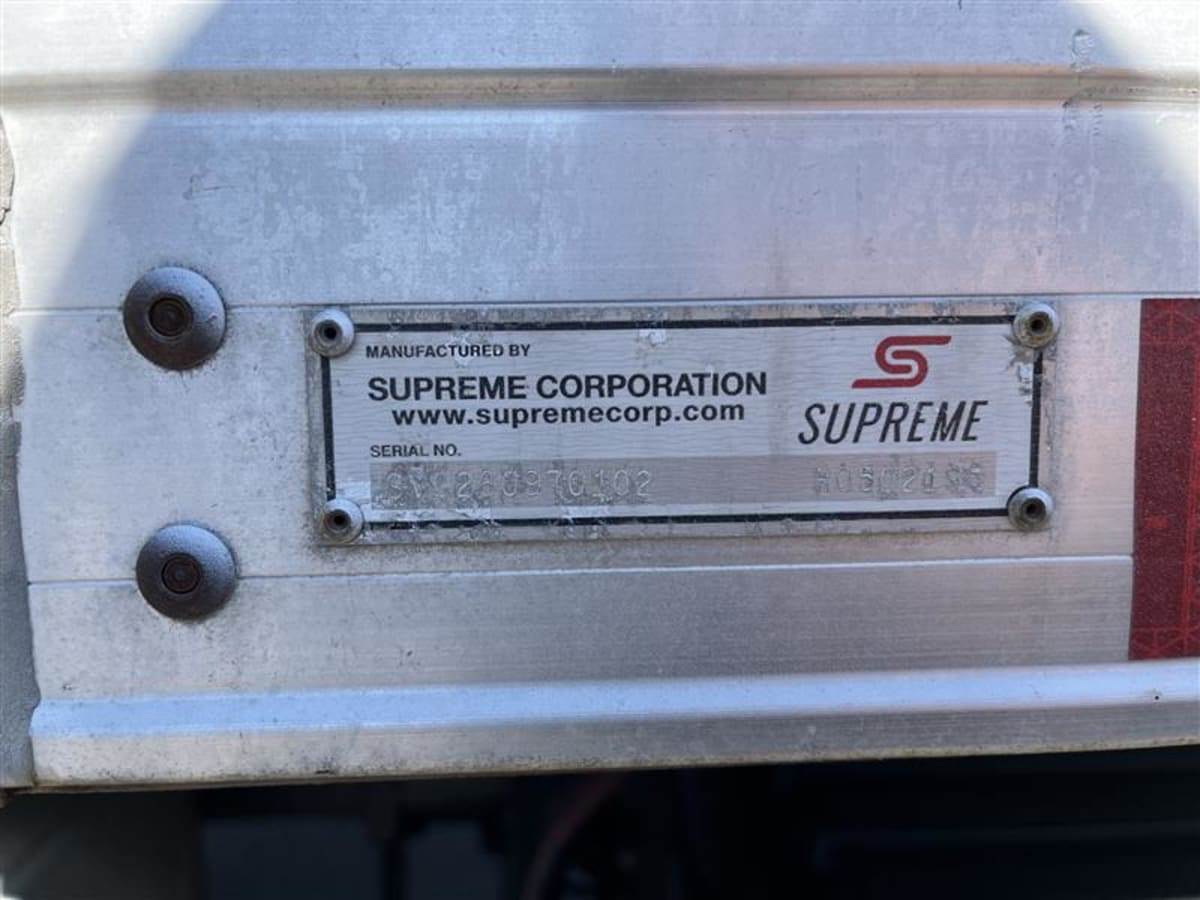 MANUFACTURED BY
SUPREME CORPORATION
www.supremecorp.com
SUPREME
SERIAL NO.